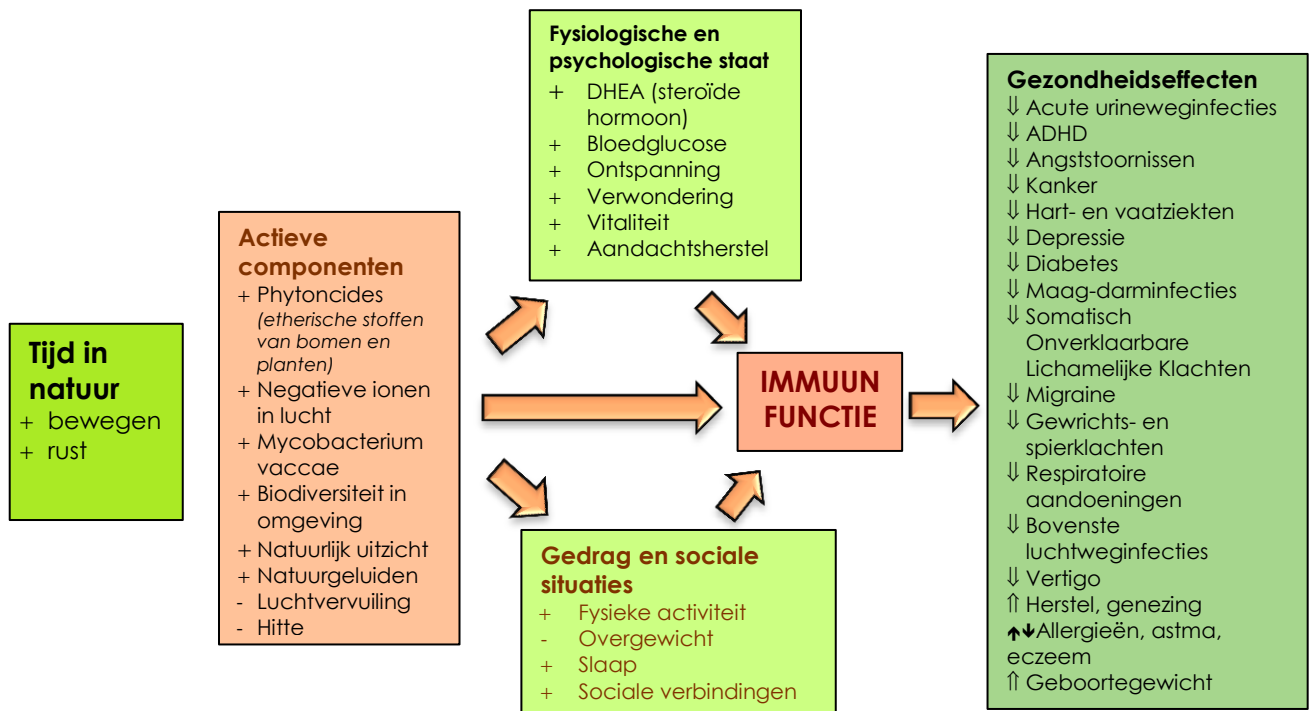 Tijd in
natuur
+ bewegen
+ rust
Actieve
componenten
+ Phytoncides
(etherische stoffen
van bomen en
planten)
+ Negatieve ionen
in lucht
+ Mycobacterium
vaccae
+ Biodiversiteit in
omgeving
+ Natuurlijk uitzicht
+ Natuurgeluiden
- Luchtvervuiling
- Hitte
Fysiologische en
psychologische staat
+ DHEA (steroïde
hormoon)
+ Bloedglucose
+ Ontspanning
+ Verwondering
+ Vitaliteit
+ Aandachtsherstel
Gedrag en sociale
situaties
+ Fysieke activiteit
- Overgewicht
+ Slaap
+ Sociale verbindingen
IMMUUN
FUNCTIE
Gezondheidseffecten
⇓ Acute urineweginfecties
⇓ ADHD
⇓ Angststoornissen
⇓ Kanker
⇓ Hart- en vaatziekten
⇓ Depressie
⇓ Diabetes
⇓ Maag-darminfecties
⇓ Somatisch
Onverklaarbare
Lichamelijke Klachten
⇓ Migraine
⇓ Gewrichts- en
spierklachten
⇓ Respiratoire
aandoeningen
⇓ Bovenste
luchtweginfecties
⇓ Vertigo
⇑ Herstel, genezing
🠅🠇Allergieën, astma,
eczeem
⇑ Geboortegewicht